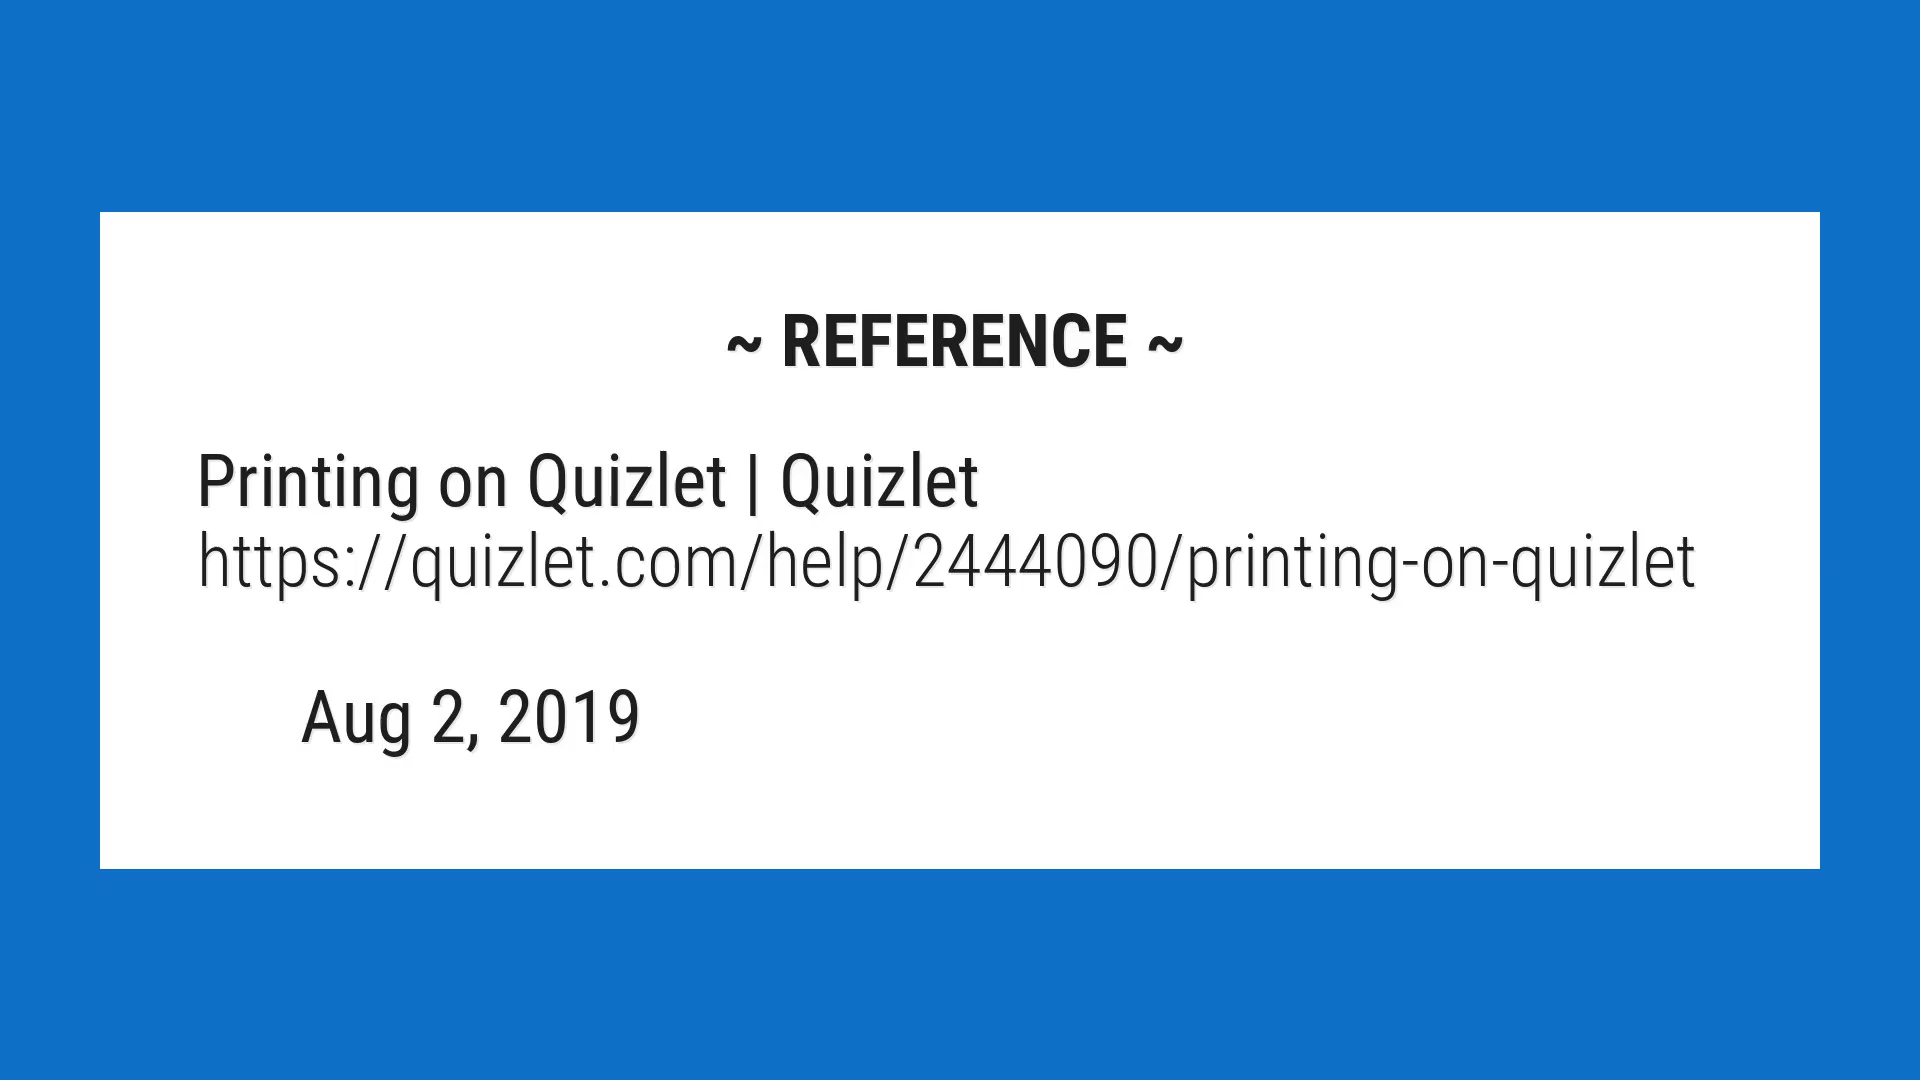 ~ REFERENCE ~
Printing on Quizlet | Quizlet
https://quizlet.com/help/2444090/printing-on-quizlet
Aug 2, 2019